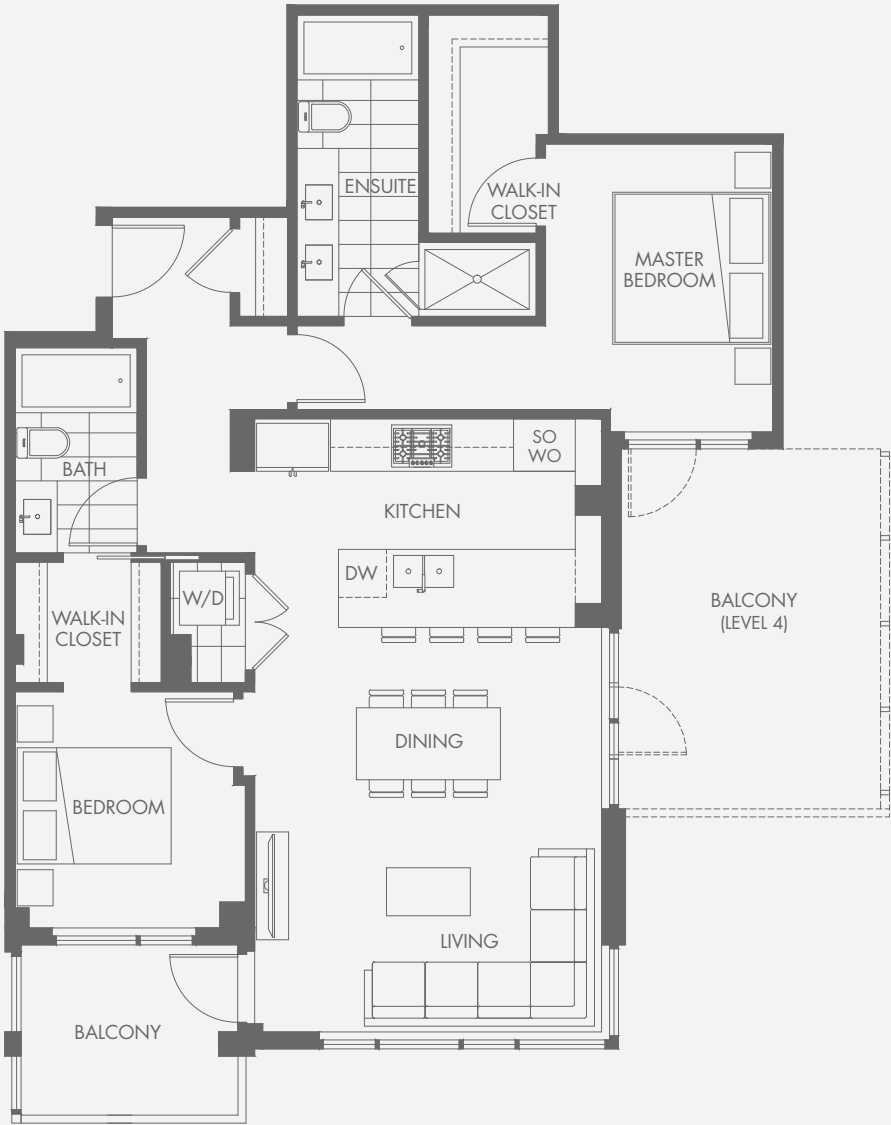 ENSUITE
WALK-IN
CLOSET
MASTER
BEDROOM
BATH
SO
WO
KITCHEN
DW
W/D
WALK-IN
CLOSET
BALCONY
(LEVEL 4)
DINING
BEDROOM
LIVING
BALCONY